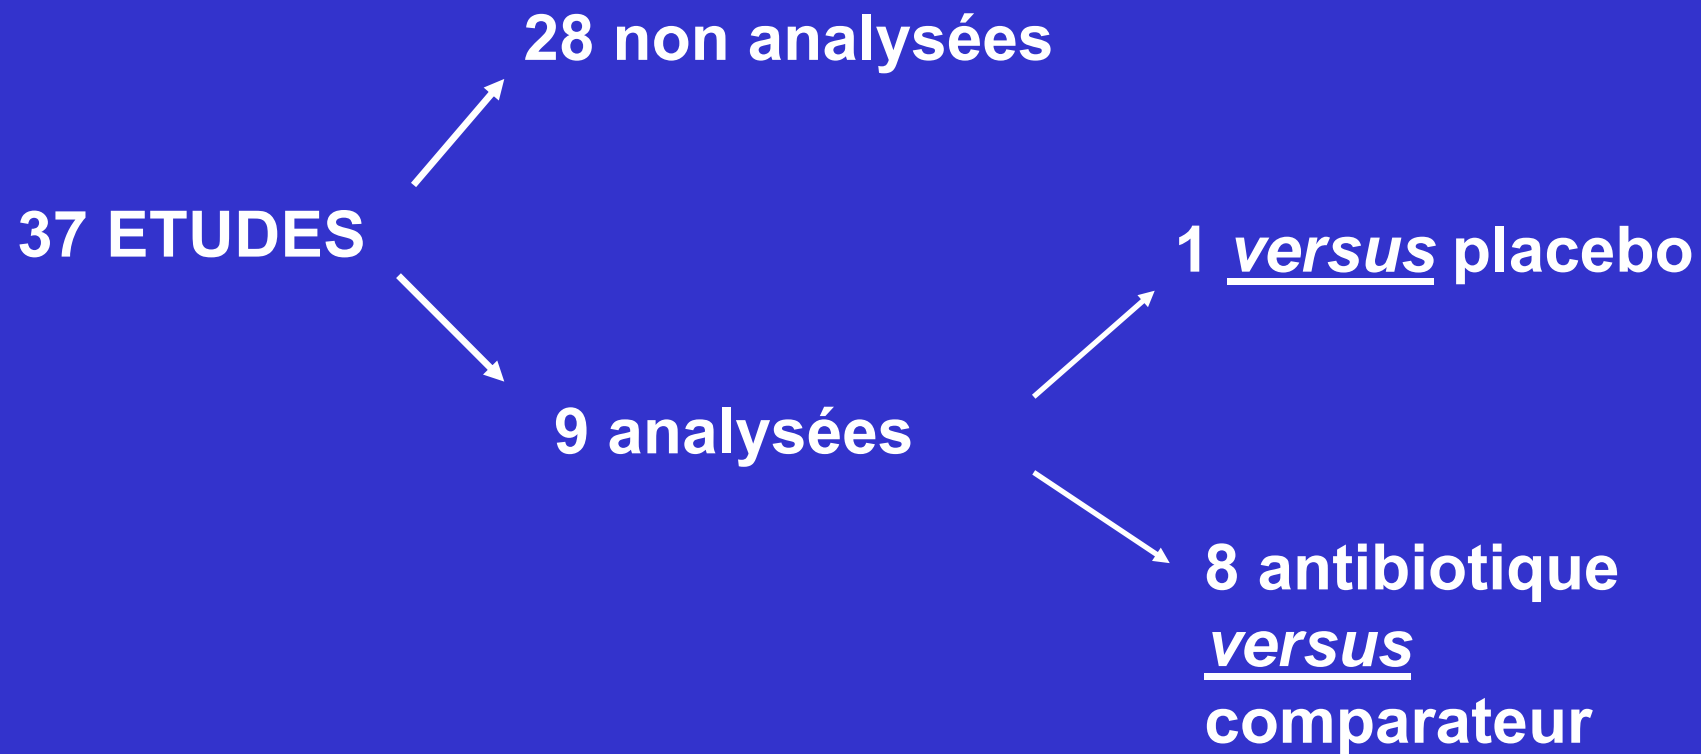 28 non analysées
37 ETUDES
1 versus placebo
9 analysées
8 antibiotique
versus
comparateur